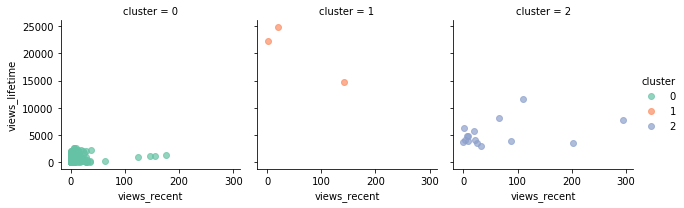 cluster = 0
cluster = 1
cluster = 2
25000
20000
15000
10000
5000
0
views_lifetime
0
100
200
300
views_recent
0
100
200
300
views_recent
0
100
200
300
views_recent
cluster
0
1
2